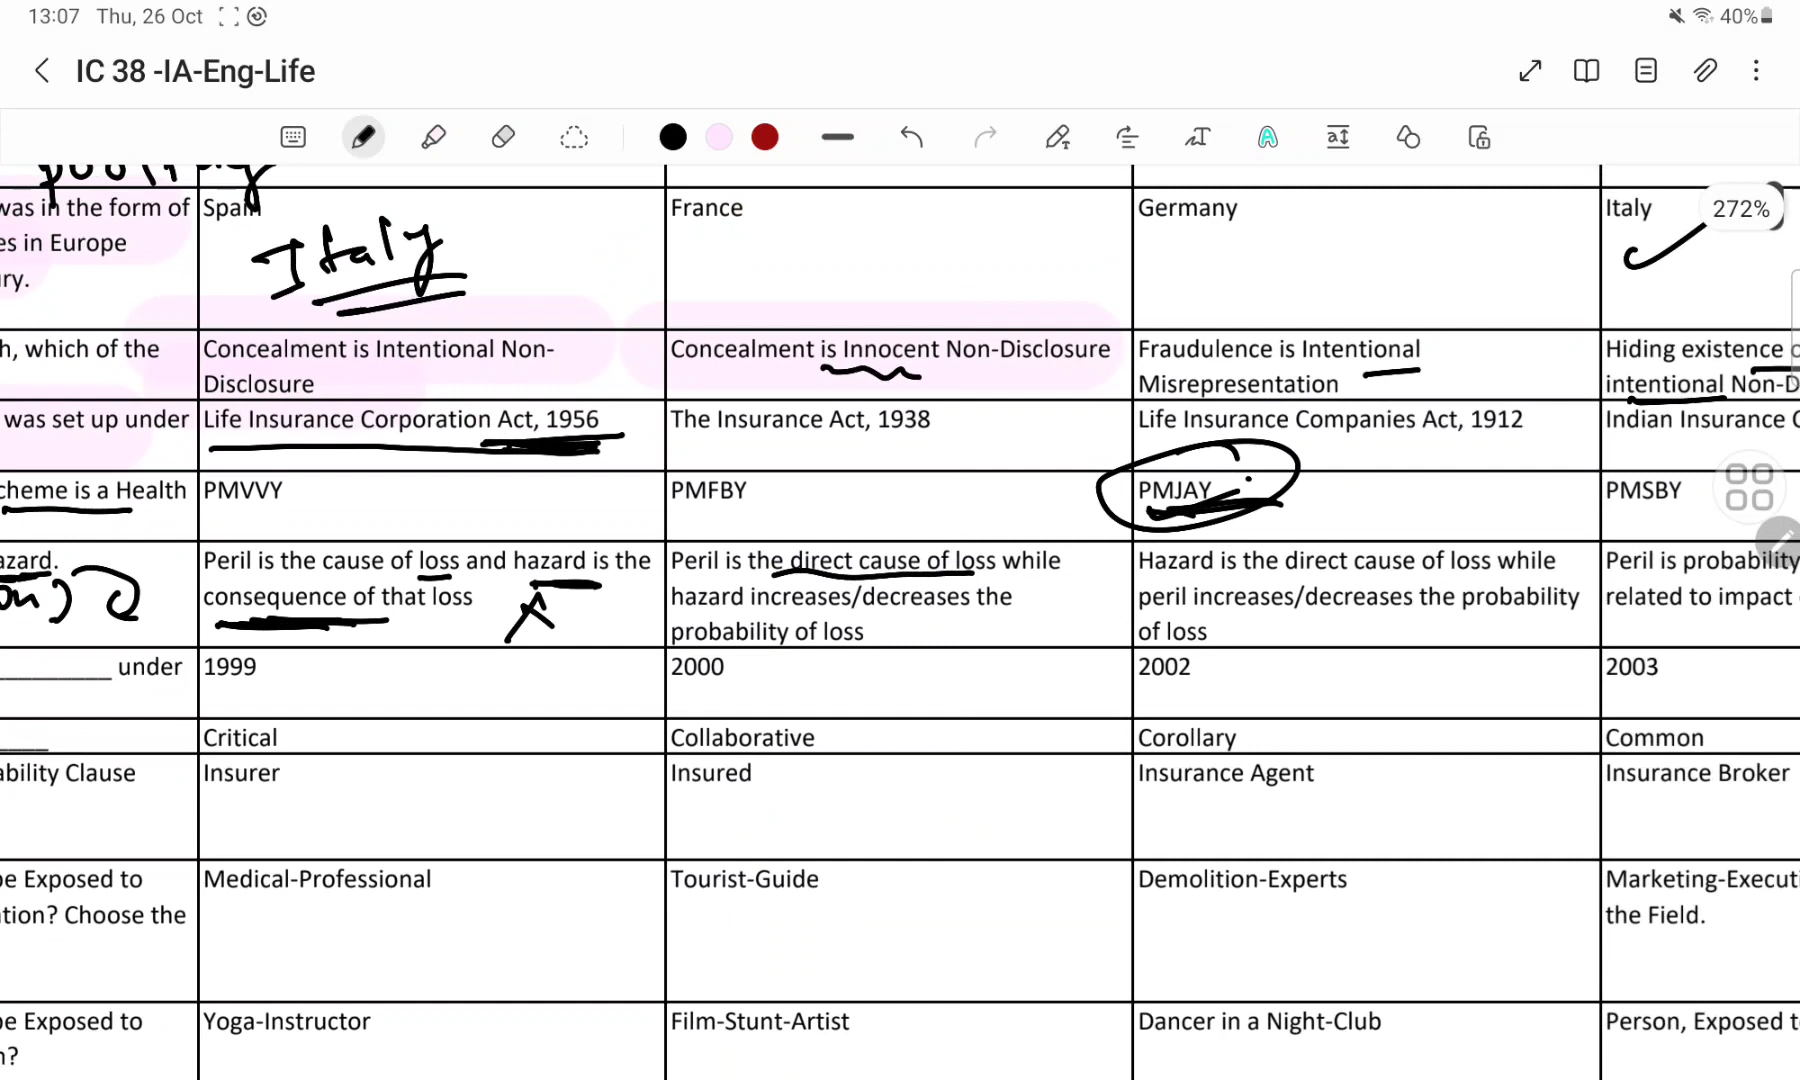 13:07 Thu, 26 Oct
40%
IC 38 -IA-Eng-Life
272%
was in the form of
es in Europe
ry.
Spain
Italy
France
Germany
Italy
h, which of the
Concealment is Intentional Non-
Disclosure
Concealment is Innocent Non-Disclosure
Fraudulence is Intentional
Misrepresentation
Hiding existence
intentional Non-D
was set up under
Life Insurance Corporation Act, 1956
The Insurance Act, 1938
Life Insurance Companies Act, 1912
Indian Insurance C
cheme is a Health
PMVVY
PMFBY
PMJAY
PMSBY
azard.
on)
Peril is the cause of loss and hazard is the
consequence of that loss
Peril is the direct cause of loss while
hazard increases/decreases the
probability of loss
Hazard is the direct cause of loss while
peril increases/decreases the probability
of loss
Peril is probability
related to impact
__________ under
1999
2000
2002
2003
Critical
Collaborative
Corollary
Common
ability Clause
Insurer
Insured
Insurance Agent
Insurance Broker
be Exposed to
ation? Choose the
Medical-Professional
Tourist-Guide
Demolition-Experts
Marketing-Executi
the Field.
be Exposed to
n?
Yoga-Instructor
Film-Stunt-Artist
Dancer in a Night-Club
Person, Exposed t